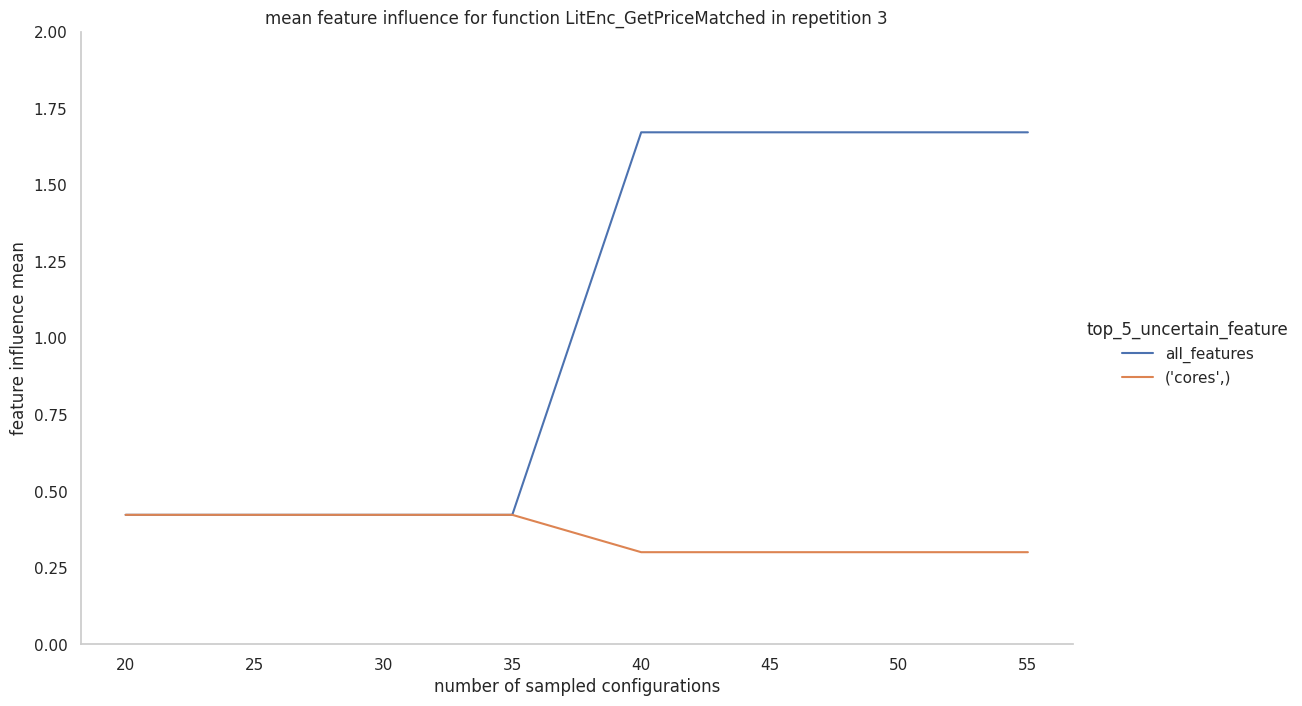 mean feature influence for function LitEnc_GetPriceMatched in repetition 3
2.00
1.75
1.50
1.25
1.00
0.75
0.50
0.25
0.00
feature influence mean
20 25 30 35 40 45 50 55
number of sampled configurations
top_5_uncertain_feature
all_features
('cores',)